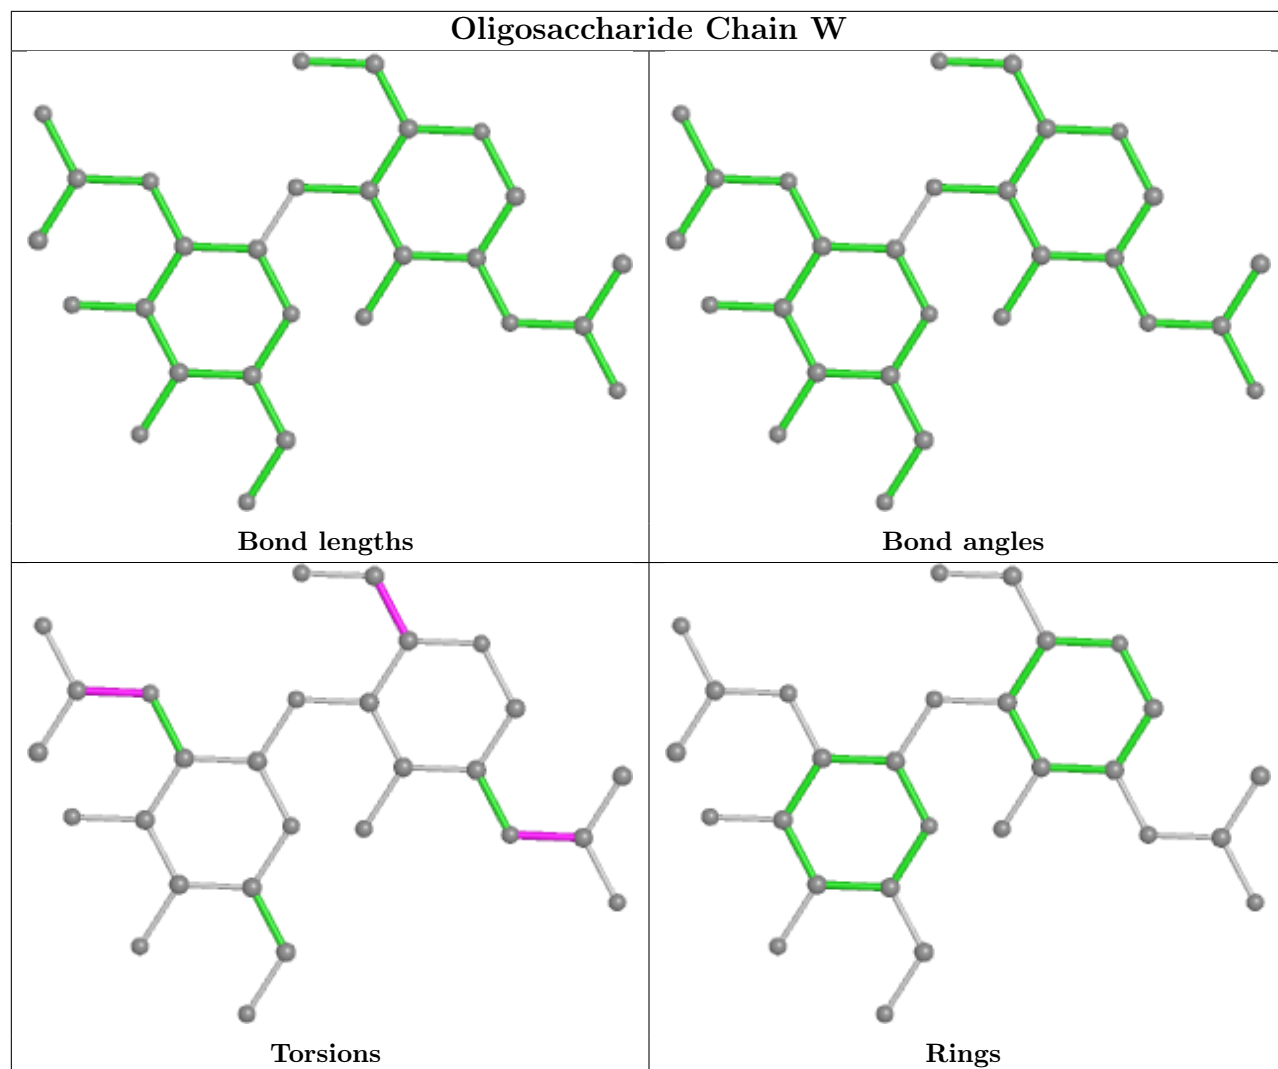 Oligosaccharide Chain W
Bond lengths
Bond angles
Torsions
Rings